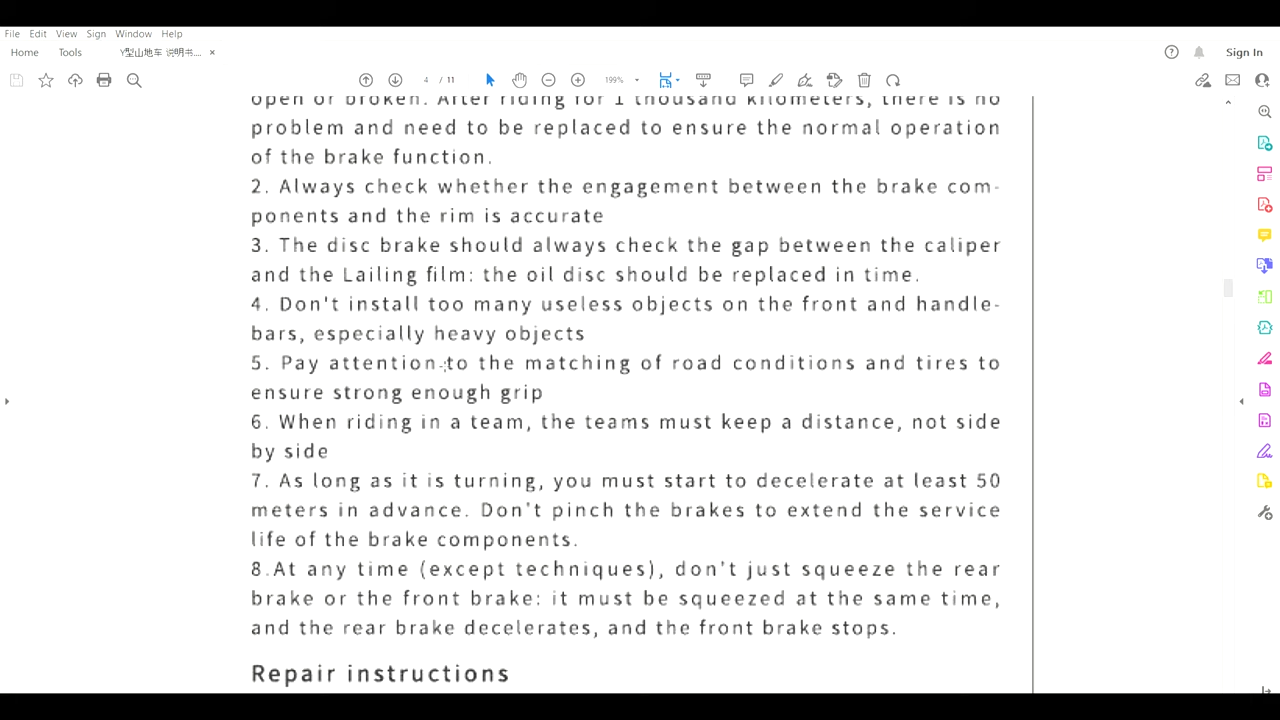 File Edit View Sign Window Help
Home Tools Y型山地车 说明书.... ×
Sign In
4 / 11 199%
open or broken. After riding for 1 thousand kilometers, there is no
problem and need to be replaced to ensure the normal operation
of the brake function.
2. Always check whether the engagement between the brake com-
ponents and the rim is accurate
3. The disc brake should always check the gap between the caliper
and the Lailing film: the oil disc should be replaced in time.
4. Don't install too many useless objects on the front and handle-
bars, especially heavy objects
5. Pay attention to the matching of road conditions and tires to
ensure strong enough grip
6. When riding in a team, the teams must keep a distance, not side
by side
7. As long as it is turning, you must start to decelerate at least 50
meters in advance. Don't pinch the brakes to extend the service
life of the brake components.
8.At any time (except techniques), don't just squeeze the rear
brake or the front brake: it must be squeezed at the same time,
and the rear brake decelerates, and the front brake stops.
Repair instructions